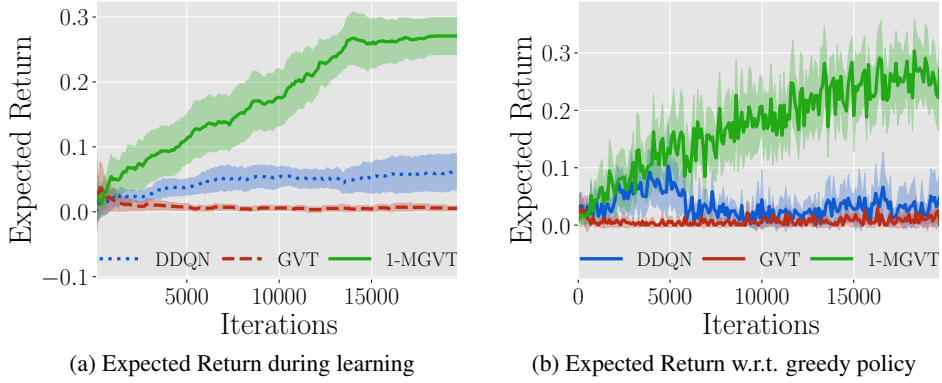 0.3
0.2
0.1
0.0
−0.1
Expected Return
DDQN GVT 1-MGVT
5000 10000 15000
Iterations
(a) Expected Return during learning
0.3
0.2
0.1
0.0
Expected Return
DDQN GVT 1-MGVT
0 5000 10000 15000
Iterations
(b) Expected Return w.r.t. greedy policy